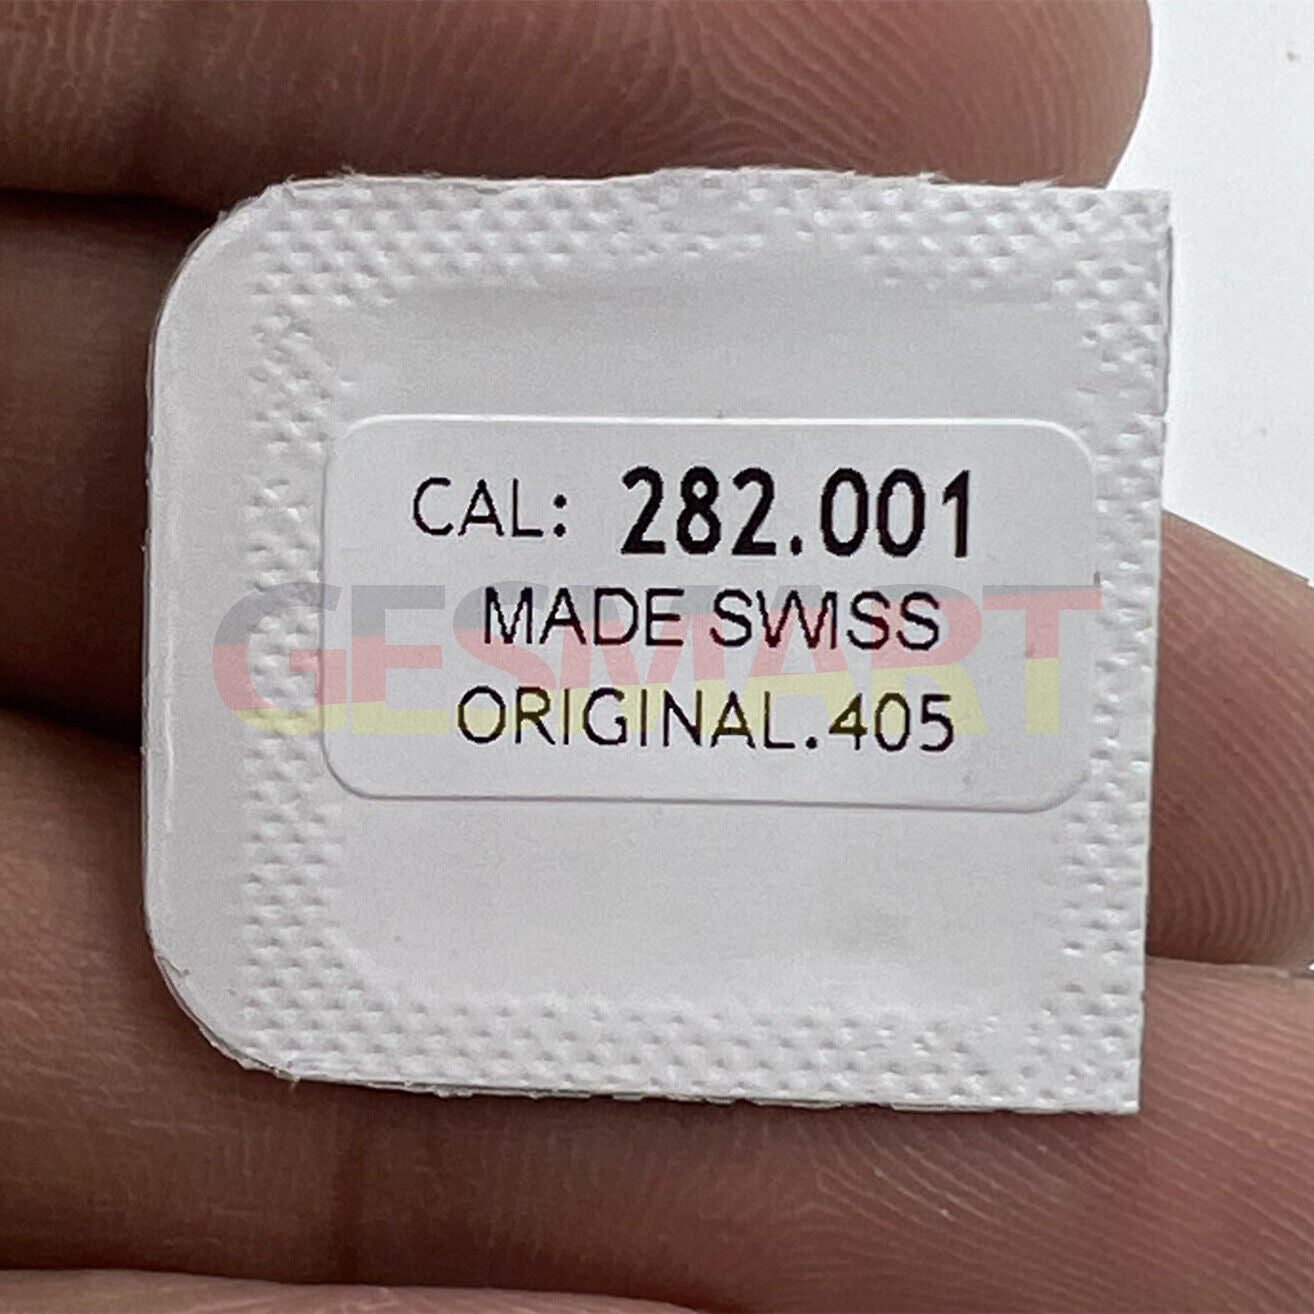 CAL: 282.001
MADE SWISS
GESMART
ORIGINAL.405